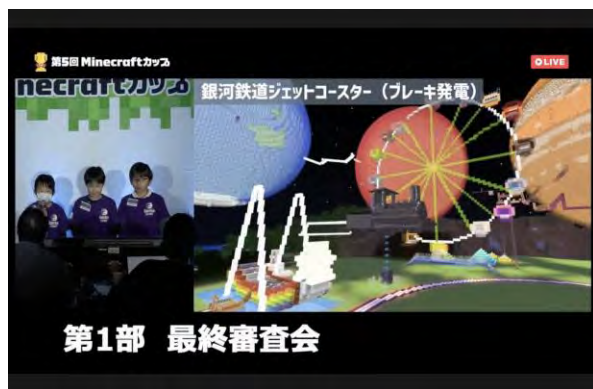 第5回 Minecraftカップ
LIVE
necraftカップ
銀河鉄道ジェットコースター（ブレーキ発電）
第1部 最終審査会